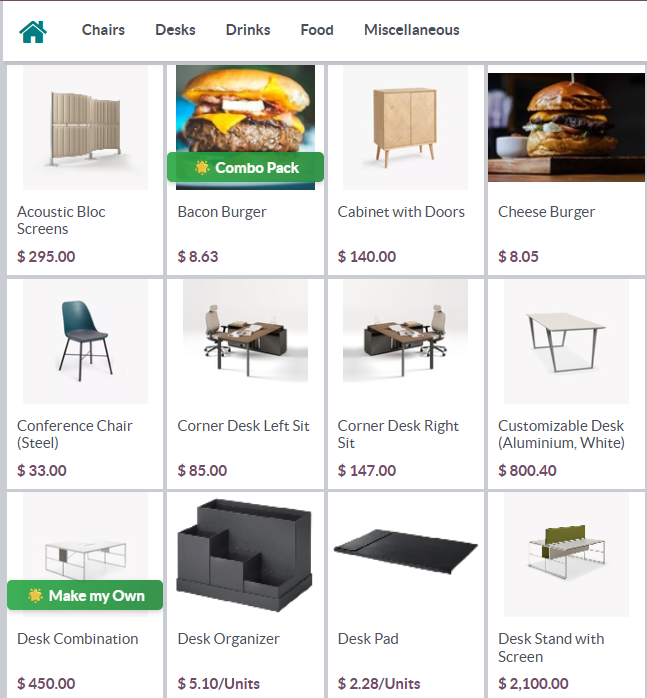 Chairs Desks Drinks Food Miscellaneous
Combo Pack
Acoustic Bloc
Screens
$ 295.00
Bacon Burger
$ 8.63
Cabinet with Doors
$ 140.00
Cheese Burger
$ 8.05
Conference Chair
(Steel)
$ 33.00
Corner Desk Left Sit
$ 85.00
Corner Desk Right
Sit
$ 147.00
Customizable Desk
(Aluminium, White)
$ 800.40
Make my Own
Desk Combination
$ 450.00
Desk Organizer
$ 5.10/Units
Desk Pad
$ 2.28/Units
Desk Stand with
Screen
$ 2,100.00